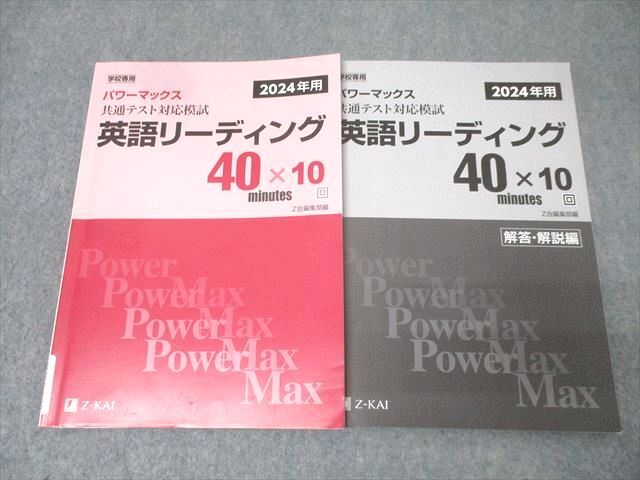 学校専用
パワーマックス
2024年用
共通テスト対応模試
英語リーディング
40×10回
minutes
Z会編集部編
Power
PowerMax
PowerMax
PowerMax
Max
Z-KAI
学校専用
パワーマックス
2024年用
共通テスト対応模試
英語リーディング
40×10回
minutes
Z会編集部編
解答・解説編
Power
PowerMax
PowerMax
PowerMax
Max
Z-KAI